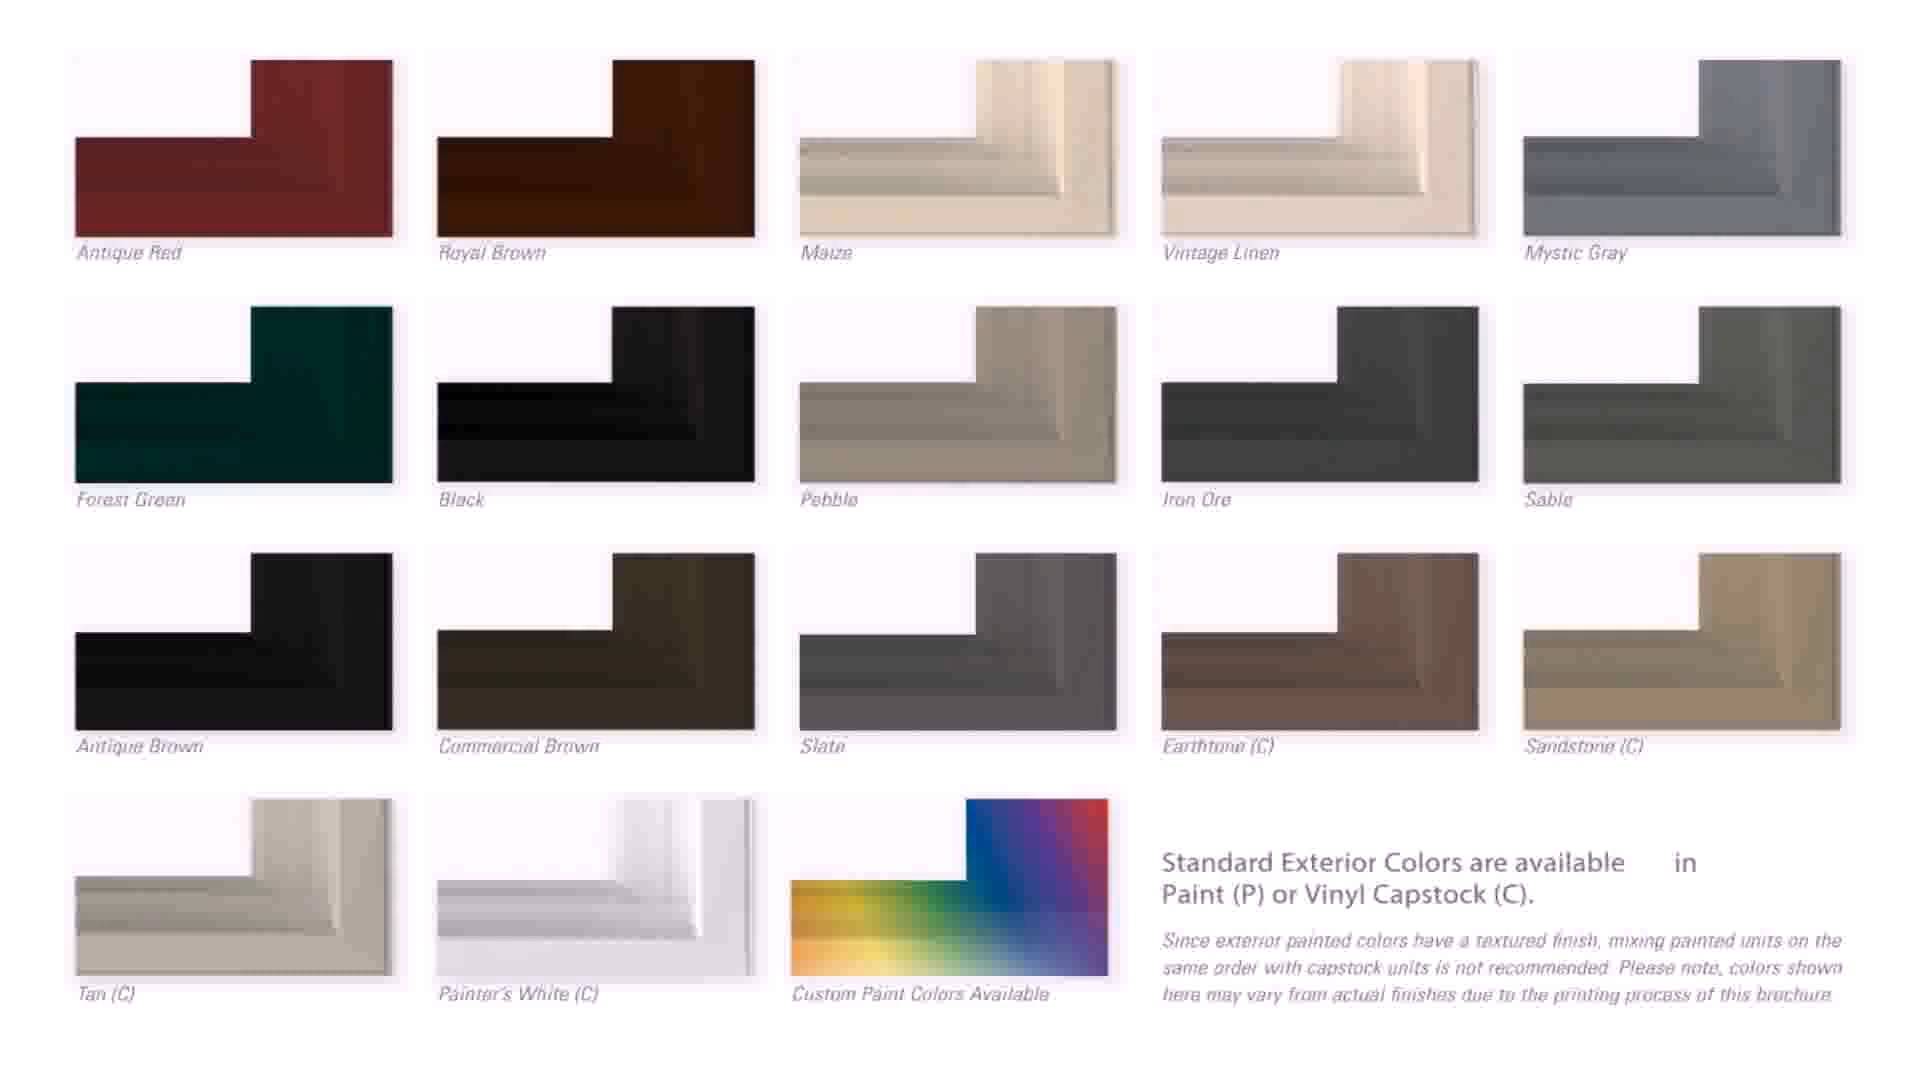 Antique Red
Royal Brown
Maize
Vintage Linen
Mystic Gray
Forest Green
Black
Pebble
Iron Ore
Sable
Antique Brown
Commercial Brown
Slate
Earthtone (C)
Sandstone (C)
Tan (C)
Painter's White (C)
Custom Paint Colors Available
Standard Exterior Colors are available in
Paint (P) or Vinyl Capstock (C).
Since exterior painted colors have a textured finish, mixing painted units on the
same order with capstock units is not recommended. Please note, colors shown
here may vary from actual finishes due to the printing process of this brochure.